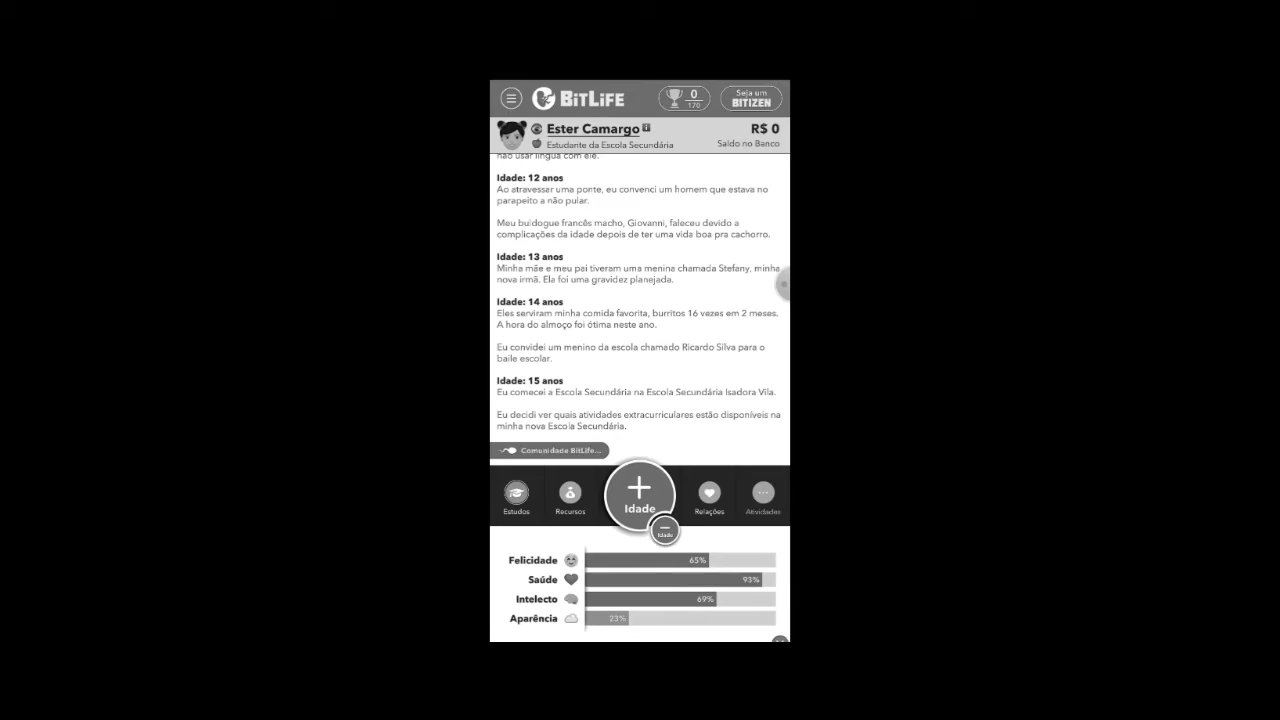 BiTLiFE
0
170
Seja um
BITIZEN
Ester Camargo
R$ 0
Estudante da Escola Secundária
Saldo no Banco
não usar língua com ele.
Idade: 12 anos
Ao atravessar uma ponte, eu convenci um homem que estava no
parapeito a não pular.
Meu buldogue francês macho, Giovanni, faleceu devido a
complicações da idade depois de ter uma vida boa pra cachorro.
Idade: 13 anos
Minha mãe e meu pai tiveram uma menina chamada Stefany, minha
nova irmã. Ela foi uma gravidez planejada.
Idade: 14 anos
Eles serviram minha comida favorita, burritos 16 vezes em 2 meses.
A hora do almoço foi ótima neste ano.
Eu convidei um menino da escola chamado Ricardo Silva para o
baile escolar.
Idade: 15 anos
Eu comecei a Escola Secundária na Escola Secundária Isadora Vila.
Eu decidi ver quais atividades extracurriculares estão disponíveis na
minha nova Escola Secundária.
Comunidade BitLife...
Estudos
Recursos
Idade
Idade
Relações
Atividades
Felicidade 65%
Saúde 93%
Intelecto 69%
Aparência 23%